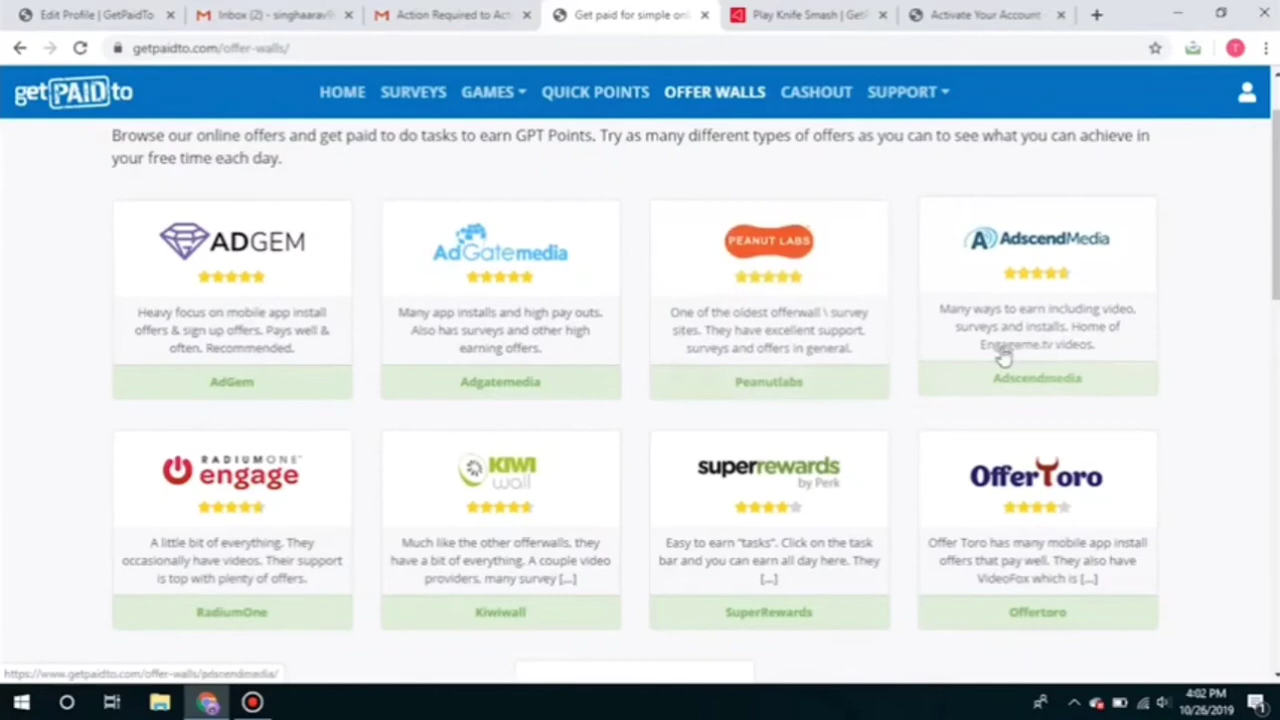 Edit Profile | GetPaidTo
Inbox (2) - singhaarav
Action Required to Act
Get paid for simple onl
Play Knife Smash | Get
Activate Your Account
getpaidto.com/offer-walls/
T
getPAIDto
HOME SURVEYS GAMES QUICK POINTS OFFER WALLS CASHOUT SUPPORT
Browse our online offers and get paid to do tasks to earn GPT Points. Try as many different types of offers as you can to see what you can achieve in
your free time each day.
ADGEM
Heavy focus on mobile app install
offers & sign up offers. Pays well &
often. Recommended.
AdGem
AdGatemedia
Many app installs and high pay outs.
Also has surveys and other high
earning offers.
Adgatemedia
PEANUT LABS
One of the oldest offerwall \ survey
sites. They have excellent support,
surveys and offers in general.
Peanutlabs
AdscendMedia
Many ways to earn including video,
surveys and installs. Home of
Engageme.tv videos.
Adscendmedia
RADIUMONE
engage
A little bit of everything. They
occasionally have videos. Their support
is top with plenty of offers.
RadiumOne
KIWI
wall
Much like the other offerwalls, they
have a bit of everything. A couple video
providers, many survey [...]
Kiwiwall
superrewards
by Perk
Easy to earn "tasks". Click on the task
bar and you can earn all day here. They
[...]
SuperRewards
OfferToro
Offer Toro has many mobile app install
offers that pay well. They also have
VideoFox which is [...]
Offertoro
https://www.getpaidto.com/offer-walls/adscendmedia/
4:02 PM
10/26/2019
1